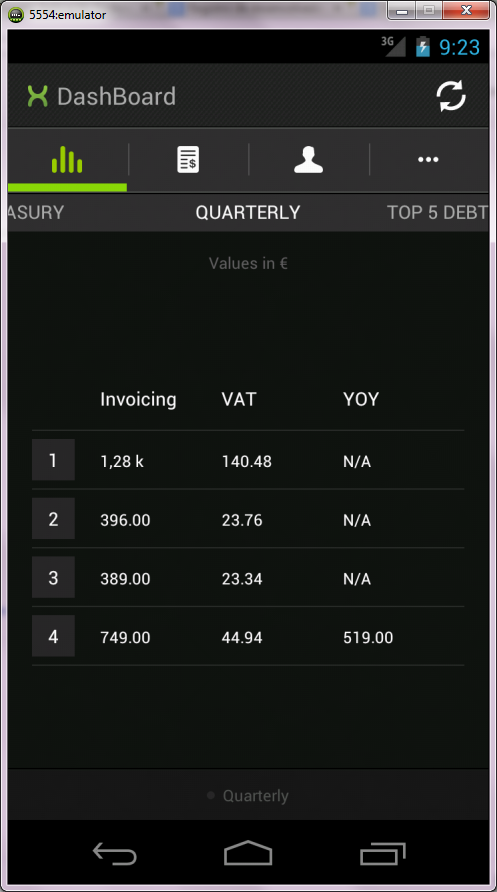 5554:emulator
3G 9:23
DashBoard
ASURY QUARTERLY TOP 5 DEBT
Values in €
Invoicing VAT YOY
1 1,28 k 140.48 N/A
2 396.00 23.76 N/A
3 389.00 23.34 N/A
4 749.00 44.94 519.00
Quarterly